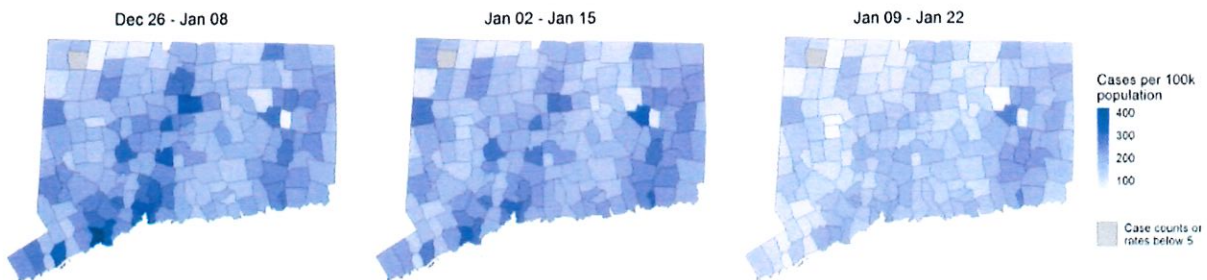 Dec 26 - Jan 08
Jan 02 - Jan 15
Jan 09 - Jan 22
Cases per 100k
population
400
300
200
100
Case counts or
rates below 5